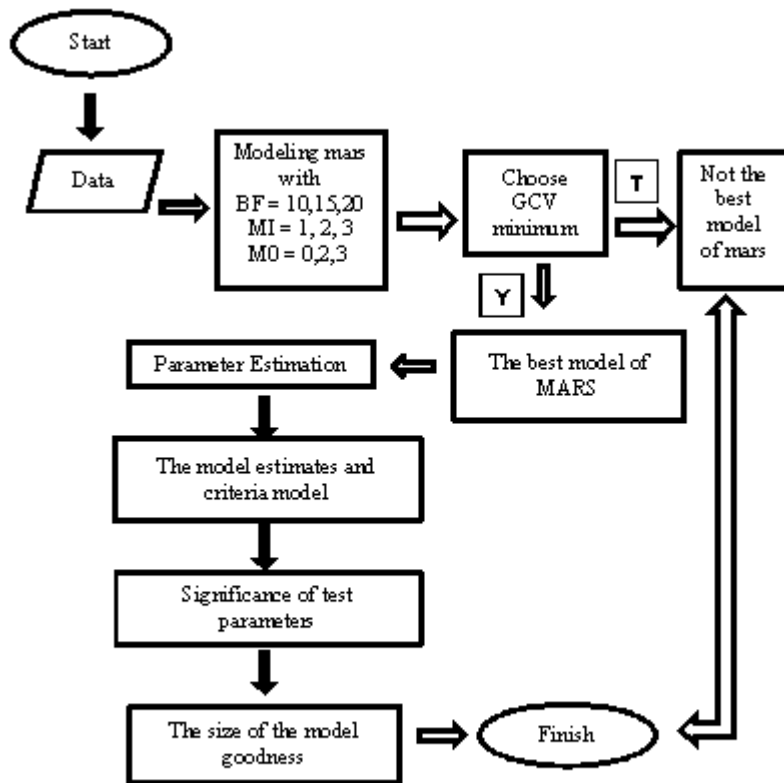 Start
Data
Modeling mars
with
BF = 10,15,20
MI = 1, 2, 3
M0 = 0,2,3
Choose
GCV
minimum
T
Not the
best
model
of mars
Y
The best model of
MARS
Parameter Estimation
The model estimates and
criteria model
Significance of test
parameters
The size of the model
goodness
Finish